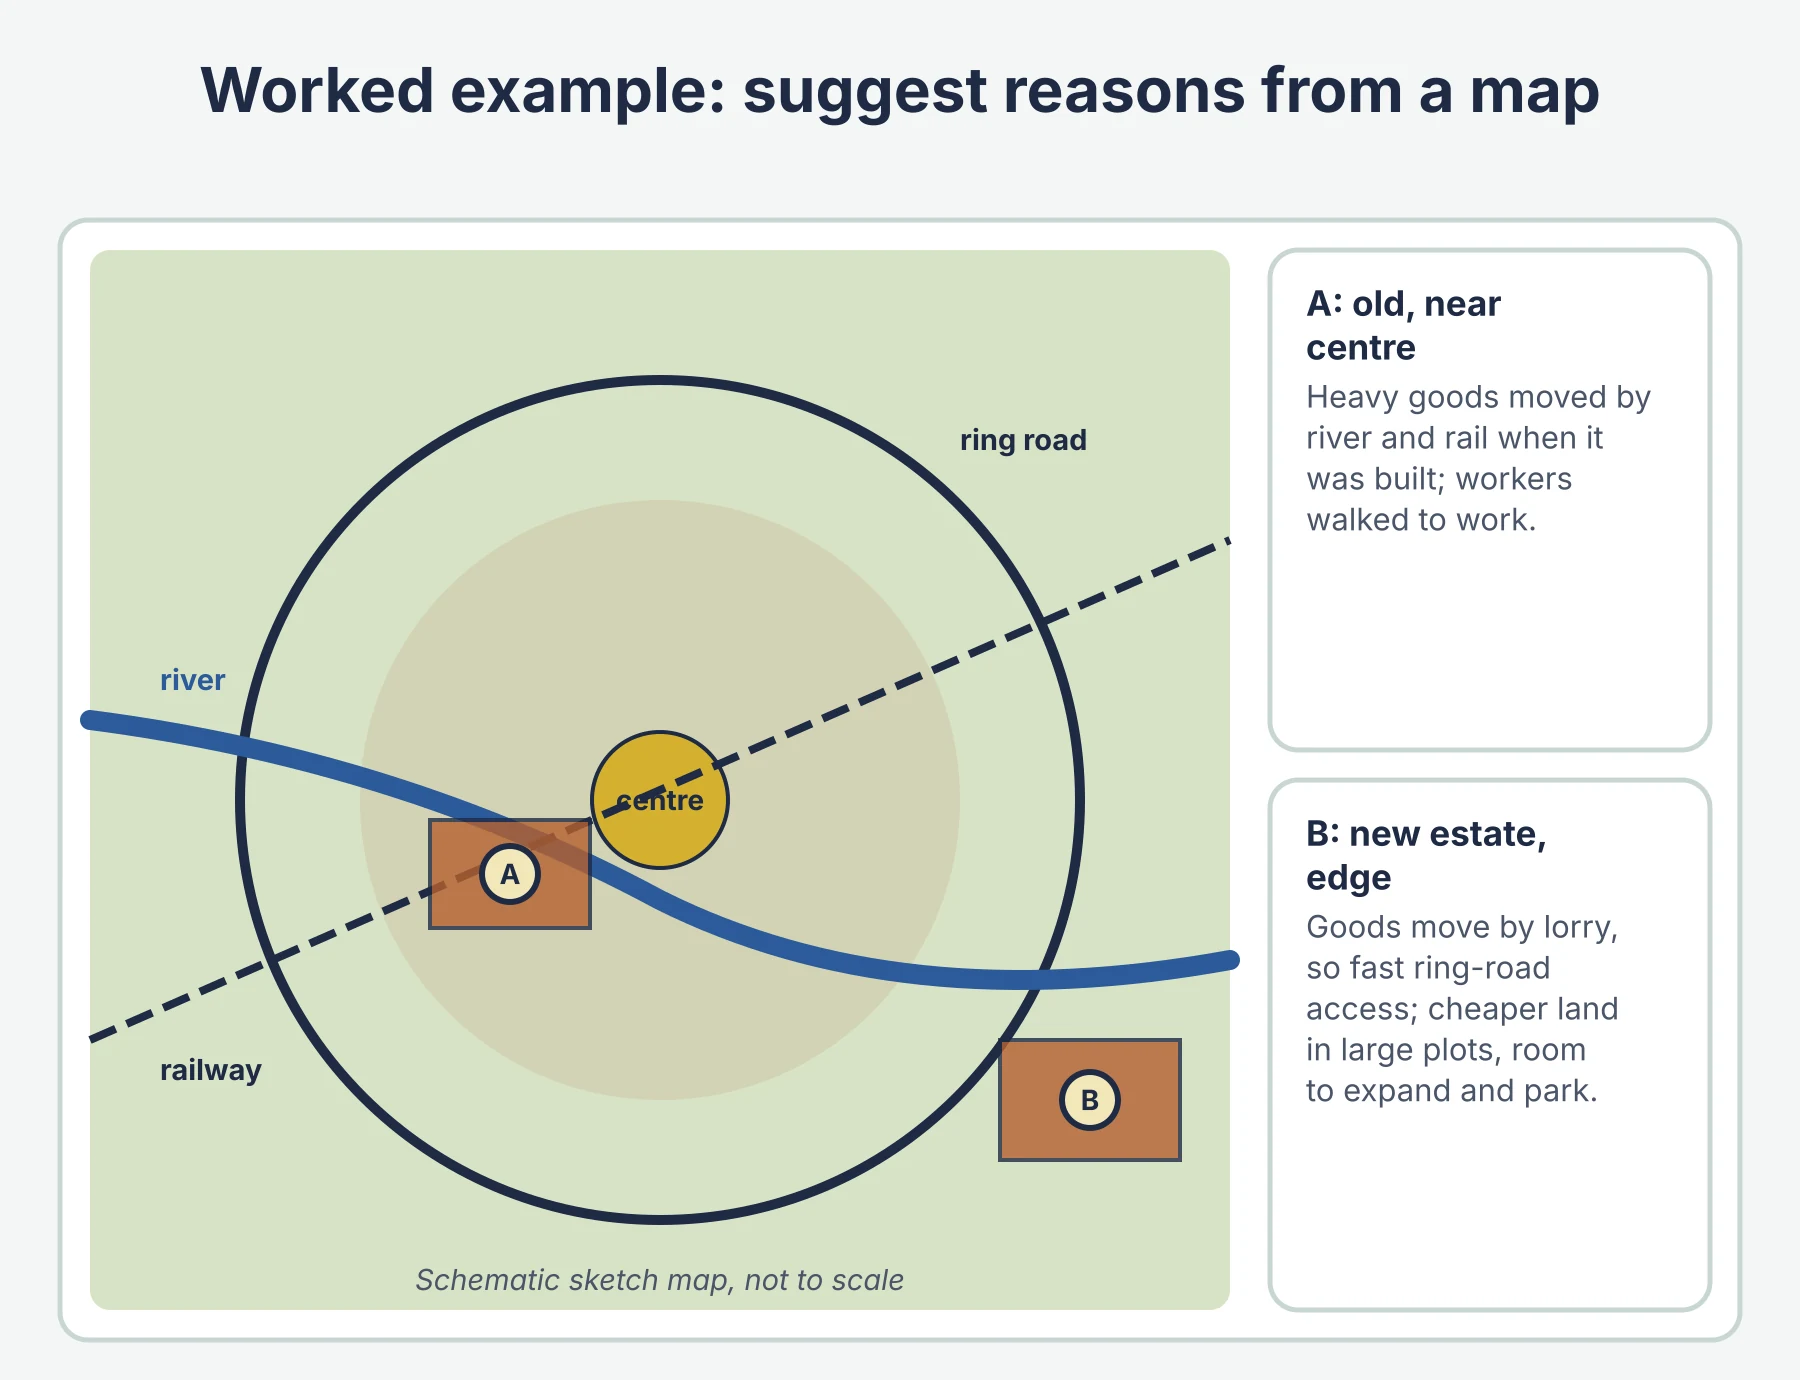 Worked example: suggest reasons from a map
ring road
river
centre
A
railway
B
Schematic sketch map, not to scale
A: old, near
centre
Heavy goods moved by
river and rail when it
was built; workers
walked to work.
B: new estate,
edge
Goods move by lorry,
so fast ring-road
access; cheaper land
in large plots, room
to expand and park.